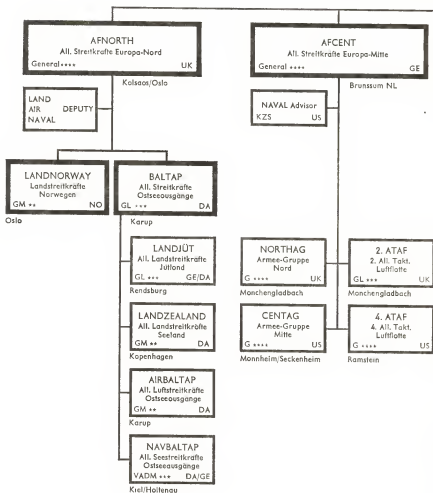 AFNORTH
All. Streitkräfte Europa-Nord
General **** UK
Kolsaas/Oslo
LAND
AIR DEPUTY
NAVAL
LANDNORWAY
Landstreitkräfte
Norwegen
GM ** NO
Oslo
BALTAP
All. Streitkräfte
Ostseeausgänge
GL *** DA
Karup
LANDJÜT
All. Landstreitkräfte
Jütland
GL *** GE/DA
Rendsburg
LANDZEALAND
All. Landstreitkräfte
Seeland
GM ** DA
Kopenhagen
AIRBALTAP
All. Luftstreitkräfte
Ostseeausgänge
GM ** DA
Karup
NAVBALTAP
All. Seestreitkräfte
Ostseeausgänge
VADM *** DA/GE
Kiel/Holtenau
AFCENT
All. Streitkräfte Europa-Mitte
General **** GE
Brunssum NL
NAVAL Advisor
KZS US
NORTHAG
Armee-Gruppe
Nord
G **** UK
Mönchengladbach
2. ATAF
2. All. Takt.
Luftflotte
GL *** UK
Mönchengladbach
CENTAG
Armee-Gruppe
Mitte
G **** US
Mannheim/Seckenheim
4. ATAF
4. All. Takt.
Luftflotte
G **** US
Ramstein